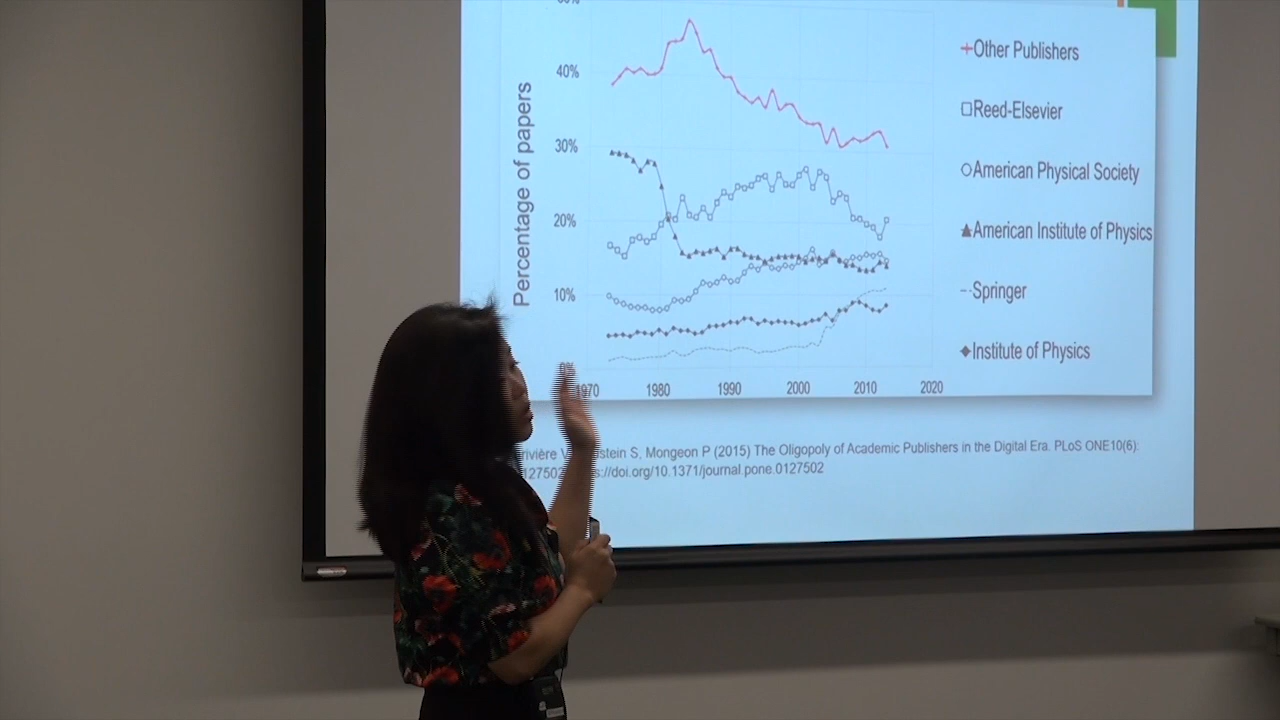 40%
30%
20%
10%
Percentage of papers
1970 1980 1990 2000 2010 2020
Other Publishers
Reed-Elsevier
American Physical Society
American Institute of Physics
Springer
Institute of Physics
S, Mongeon P (2015) The Oligopoly of Academic Publishers in the Digital Era. PLoS ONE10(6):
://doi.org/10.1371/journal.pone.0127502